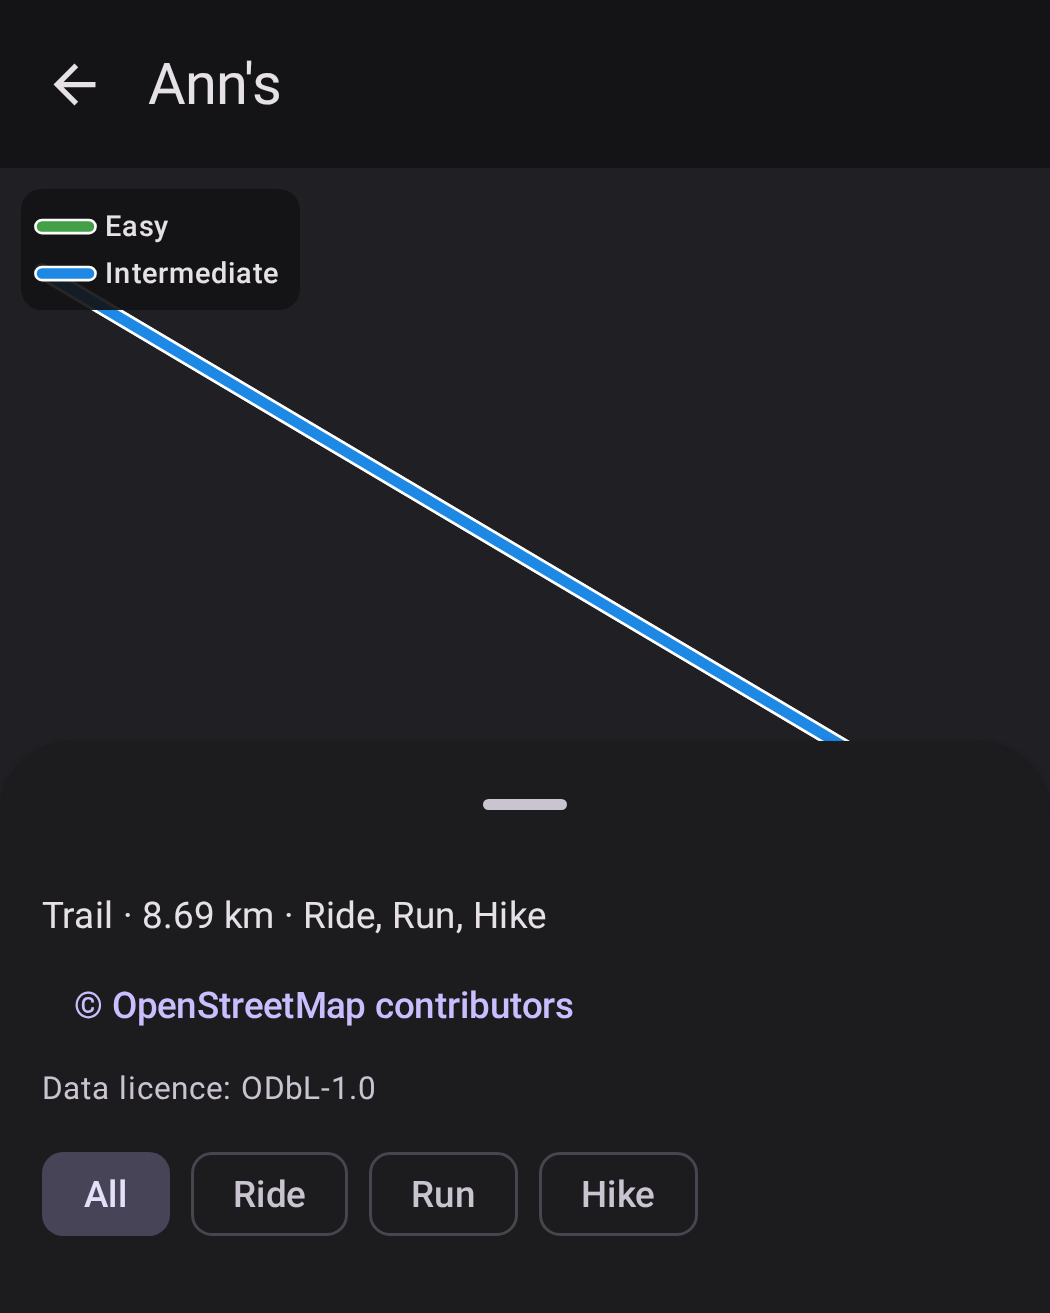 Ann's
Easy
Intermediate
Trail · 8.69 km · Ride, Run, Hike
© OpenStreetMap contributors
Data licence: ODbL-1.0
All
Ride
Run
Hike